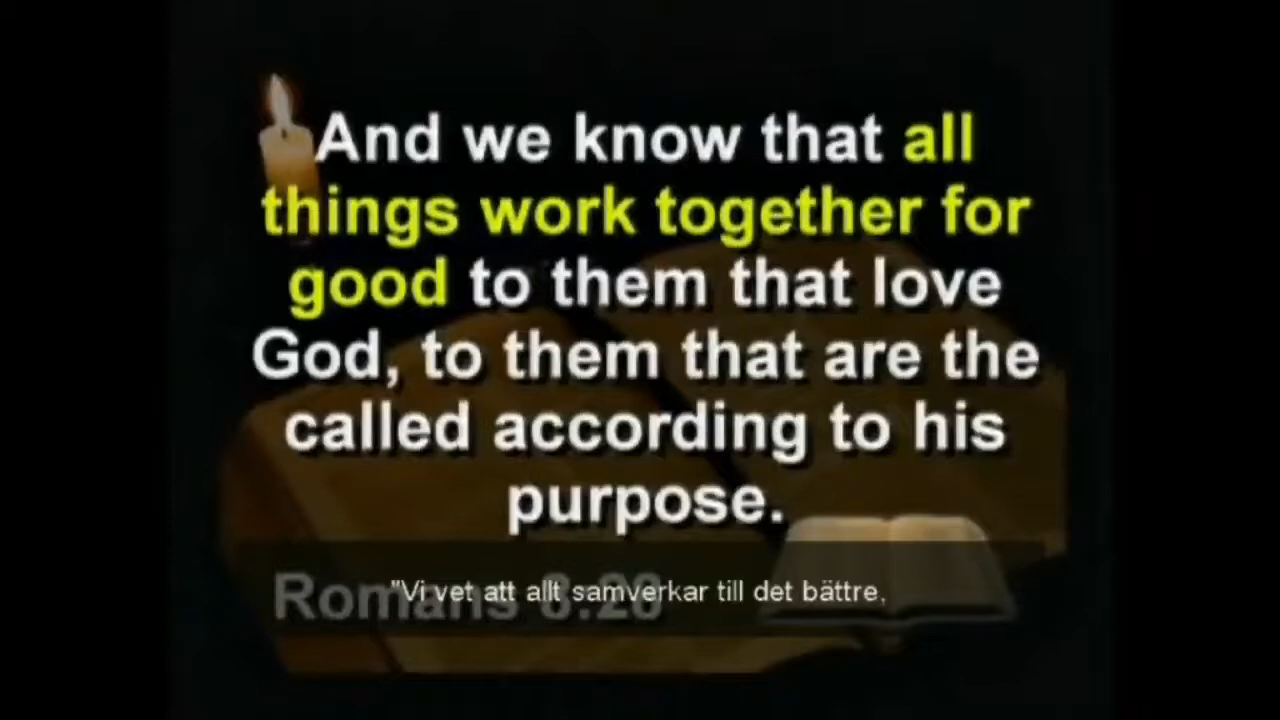 And we know that all
things work together for
good to them that love
God, to them that are the
called according to his
purpose.
Romans 8:28
"Vi vet att allt samverkar till det bättre,